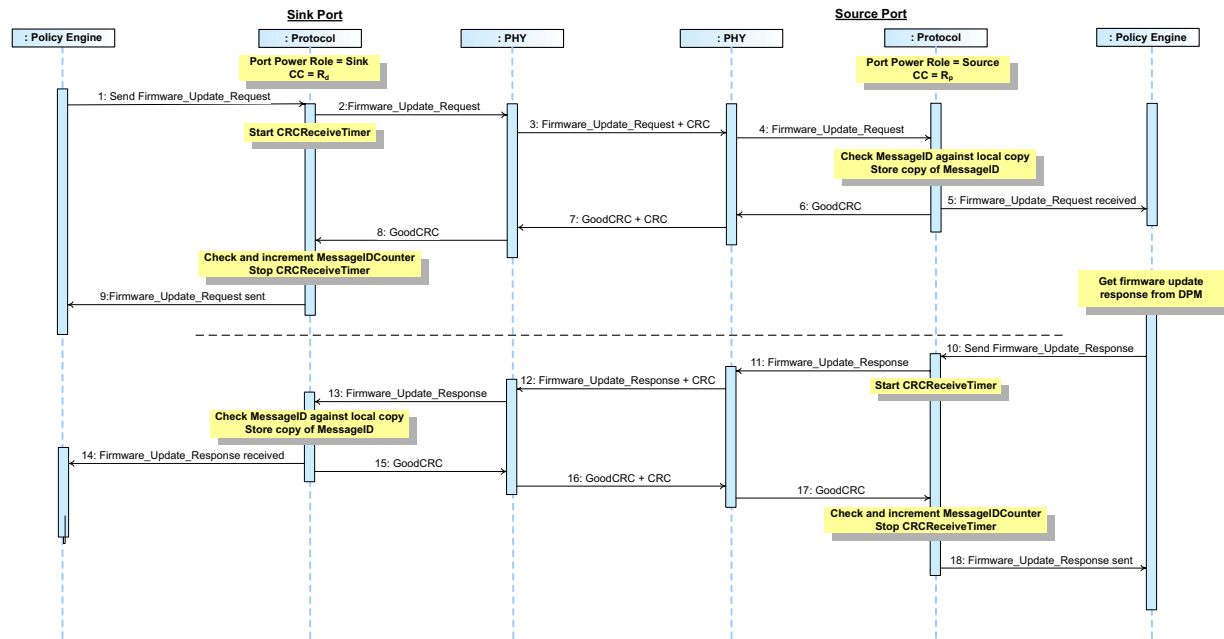 Sink Port
Source Port
: Policy Engine
: Protocol
: PHY
: PHY
: Protocol
: Policy Engine
Port Power Role = Sink
CC = Rd
Port Power Role = Source
CC = Rp
1: Send Firmware_Update_Request
2:Firmware_Update_Request
Start CRCReceiveTimer
3: Firmware_Update_Request + CRC
4: Firmware_Update_Request
Check MessageID against local copy
Store copy of MessageID
5: Firmware_Update_Request received
6: GoodCRC
7: GoodCRC + CRC
8: GoodCRC
Check and increment MessageIDCounter
Stop CRCReceiveTimer
9:Firmware_Update_Request sent
Get firmware update
response from DPM
10: Send Firmware_Update_Response
11: Firmware_Update_Response
Start CRCReceiveTimer
12: Firmware_Update_Response + CRC
13: Firmware_Update_Response
Check MessageID against local copy
Store copy of MessageID
14: Firmware_Update_Response received
15: GoodCRC
16: GoodCRC + CRC
17: GoodCRC
Check and increment MessageIDCounter
Stop CRCReceiveTimer
18: Firmware_Update_Response sent